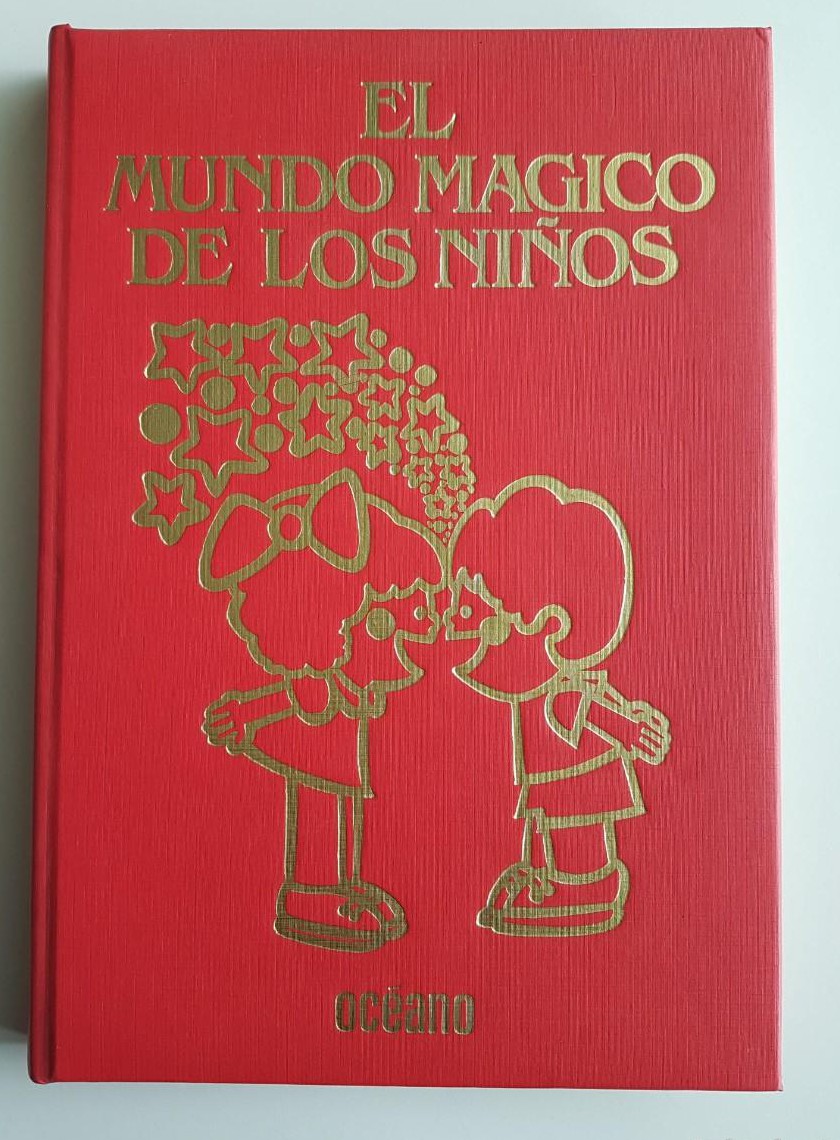 EL
MUNDO MAGICO
DE LOS NIÑOS
océano